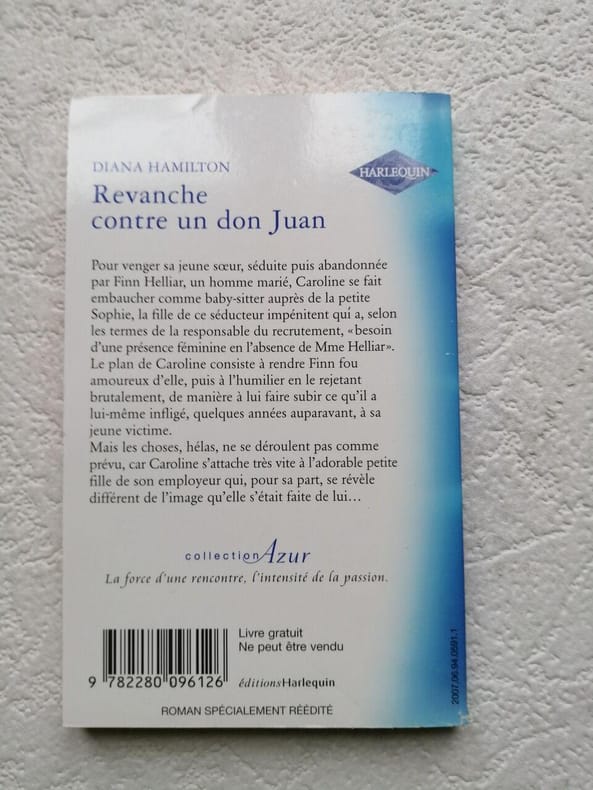 DIANA HAMILTON
HARLEQUIN
Revanche
contre un don Juan
Pour venger sa jeune sœur, séduite puis abandonnée
par Finn Helliar, un homme marié, Caroline se fait
embaucher comme baby-sitter auprès de la petite
Sophie, la fille de ce séducteur impénitent qui a, selon
les termes de la responsable du recrutement, «besoin
d'une présence féminine en l'absence de Mme Helliar».
Le plan de Caroline consiste à rendre Finn fou
amoureux d'elle, puis à l'humilier en le rejetant
brutalement, de manière à lui faire subir ce qu'il a
lui-même infligé, quelques années auparavant, à sa
jeune victime.
Mais les choses, hélas, ne se déroulent pas comme
prévu, car Caroline s'attache très vite à l'adorable petite
fille de son employeur qui, pour sa part, se révèle
différent de l'image qu'elle s'était faite de lui…
collection Azur
La force d'une rencontre, l'intensité de la passion.
Livre gratuit
Ne peut être vendu
9 782280 096126
éditions Harlequin
ROMAN SPÉCIALEMENT RÉÉDITÉ
2007.06.94.0591.1